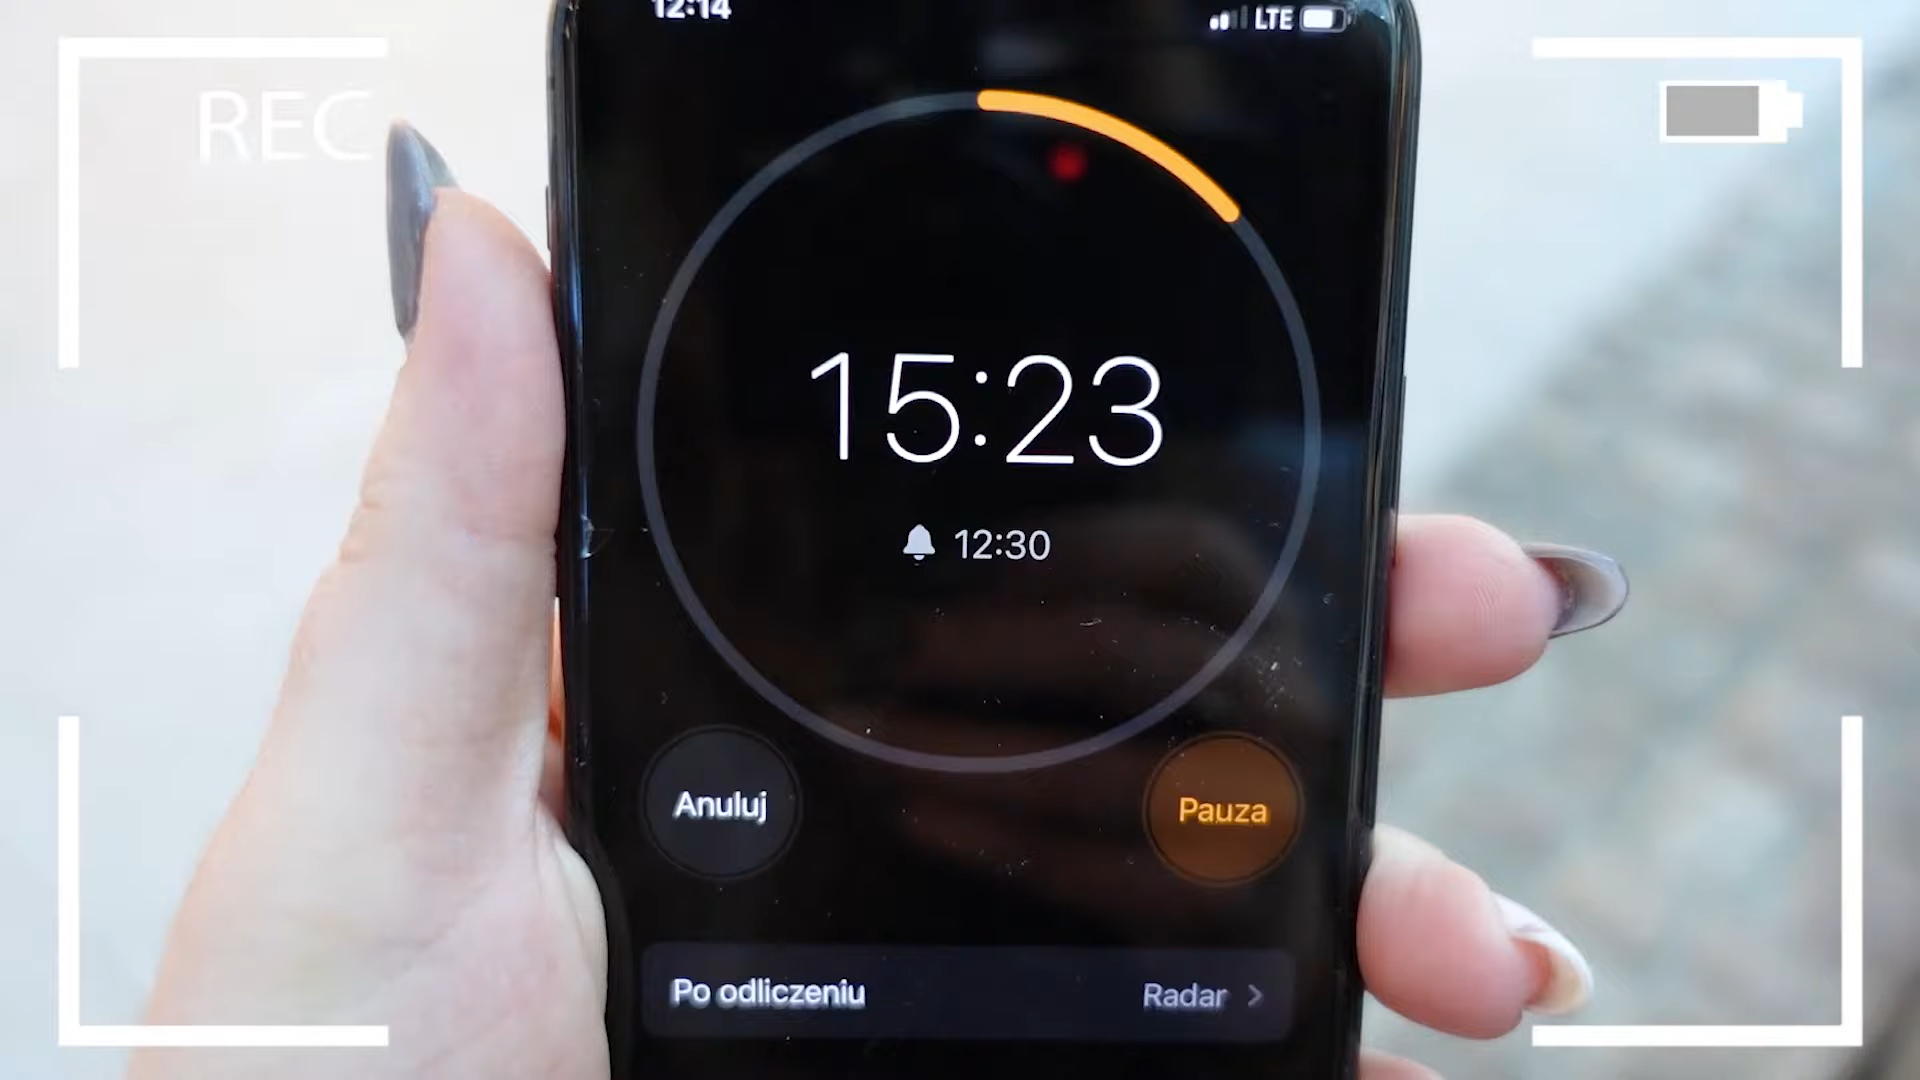 12:14
LTE
REC
15:23
12:30
Anuluj
Pauza
Po odliczeniu
Radar